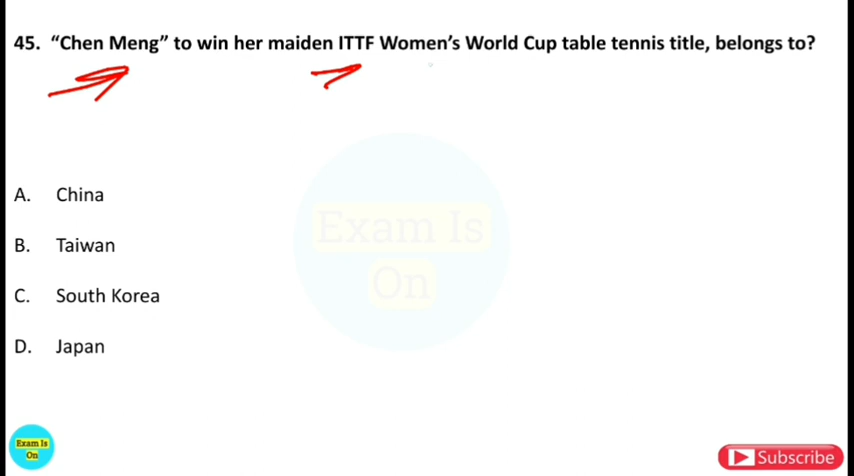 45. “Chen Meng” to win her maiden ITTF Women’s World Cup table tennis title, belongs to?
A. China
B. Taiwan
C. South Korea
D. Japan
Exam Is
On
Exam Is
On
Subscribe